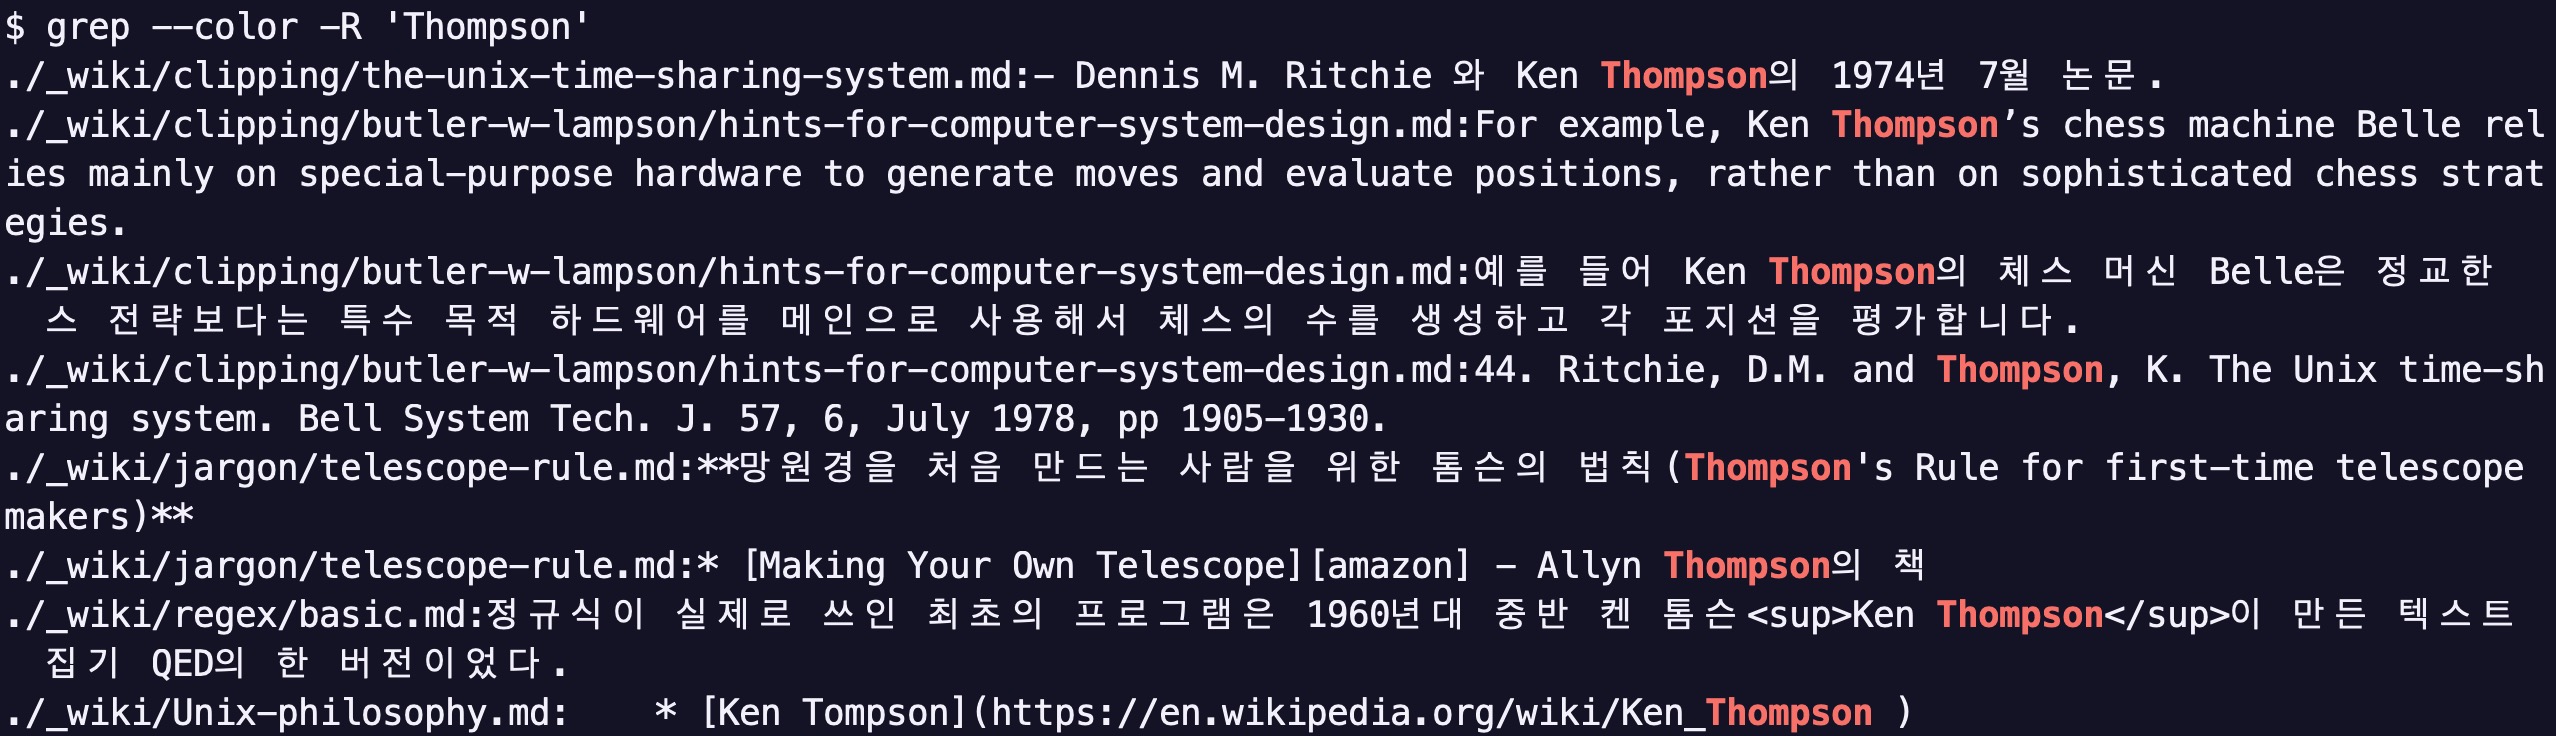 $ grep --color -R 'Thompson'
./_wiki/clipping/the-unix-time-sharing-system.md:- Dennis M. Ritchie 와 Ken Thompson의 1974년 7월 논문.
./_wiki/clipping/butler-w-lampson/hints-for-computer-system-design.md:For example, Ken Thompson’s chess machine Belle rel
ies mainly on special-purpose hardware to generate moves and evaluate positions, rather than on sophisticated chess strat
egies.
./_wiki/clipping/butler-w-lampson/hints-for-computer-system-design.md:예를 들어 Ken Thompson의 체스 머신 Belle은 정교한
스 전략보다는 특수 목적 하드웨어를 메인으로 사용해서 체스의 수를 생성하고 각 포지션을 평가합니다.
./_wiki/clipping/butler-w-lampson/hints-for-computer-system-design.md:44. Ritchie, D.M. and Thompson, K. The Unix time-sh
aring system. Bell System Tech. J. 57, 6, July 1978, pp 1905-1930.
./_wiki/jargon/telescope-rule.md:**망원경을 처음 만드는 사람을 위한 톰슨의 법칙(Thompson's Rule for first-time telescope
makers)**
./_wiki/jargon/telescope-rule.md:* [Making Your Own Telescope][amazon] - Allyn Thompson의 책
./_wiki/regex/basic.md:정규식이 실제로 쓰인 최초의 프로그램은 1960년대 중반 켄 톰슨<sup>Ken Thompson</sup>이 만든 텍스트
집기 QED의 한 버전이었다.
./_wiki/Unix-philosophy.md:    * [Ken Tompson](https://en.wikipedia.org/wiki/Ken_Thompson )